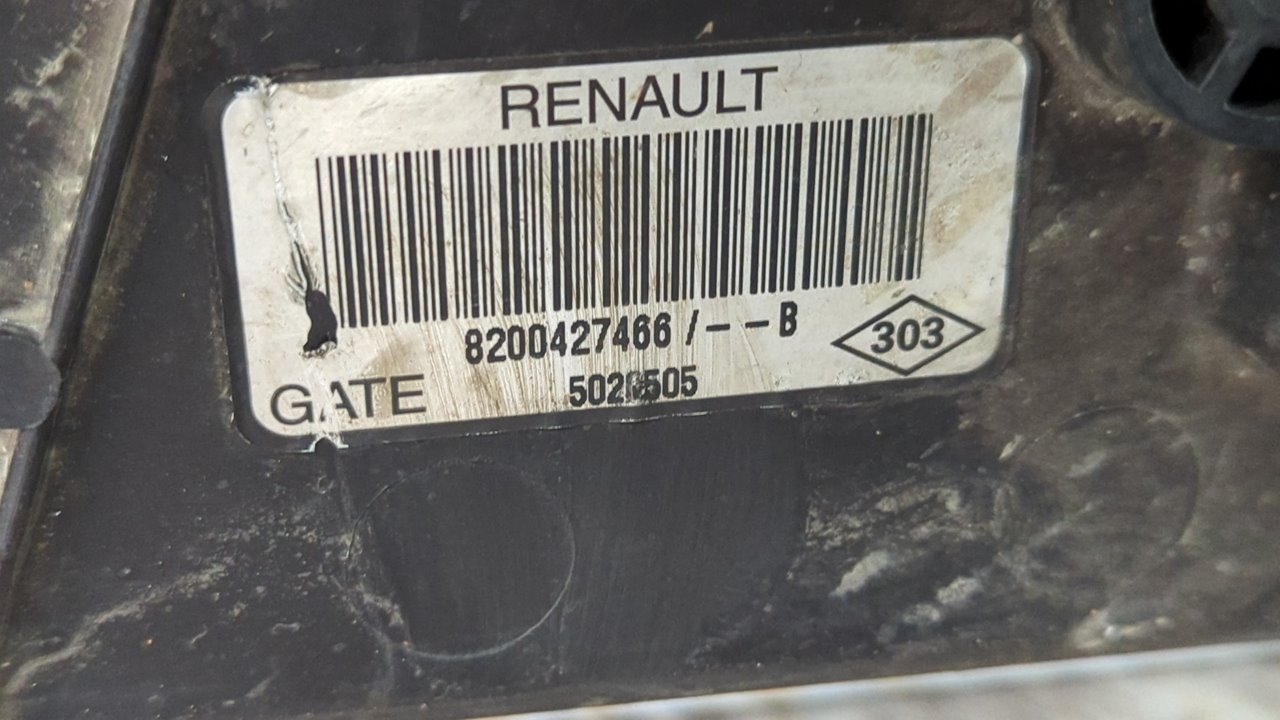 RENAULT
8200427466/--B
303
GATE